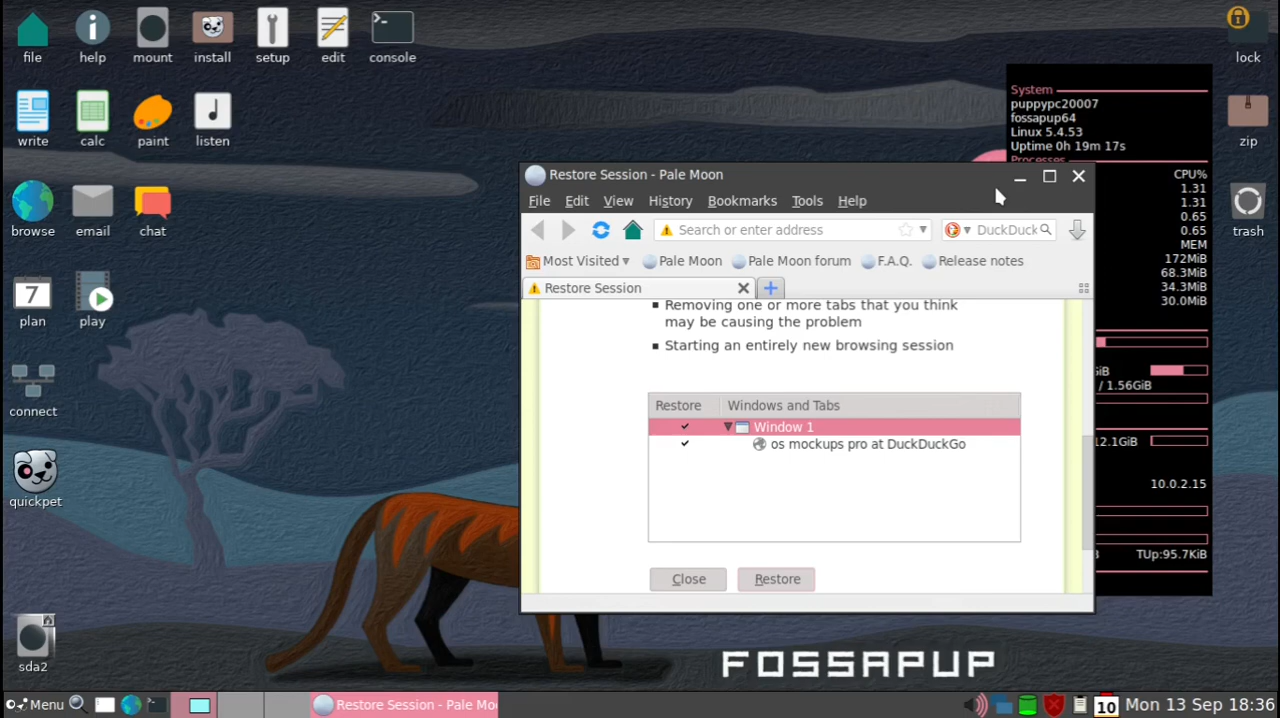 file
help
mount
install
setup
edit
console
lock
write
calc
paint
listen
zip
browse
email
chat
trash
7
plan
play
connect
quickpet
sda2
System
puppypc20007
fossapup64
Linux 5.4.53
Uptime 0h 19m 17s
Processes
CPU%
1.31
1.31
0.65
0.65
MEM
172MiB
68.3MiB
34.3MiB
30.0MiB
GiB
/ 1.56GiB
12.1GiB
10.0.2.15
TUp:95.7KiB
Restore Session - Pale Moon
File Edit View History Bookmarks Tools Help
Search or enter address
DuckDuck
Most Visited Pale Moon Pale Moon forum F.A.Q. Release notes
Restore Session
Removing one or more tabs that you think
may be causing the problem
Starting an entirely new browsing session
Restore Windows and Tabs
Window 1
os mockups pro at DuckDuckGo
Close Restore
FOSSAPUP
Menu
Restore Session - Pale Mo
10
Mon 13 Sep 18:36